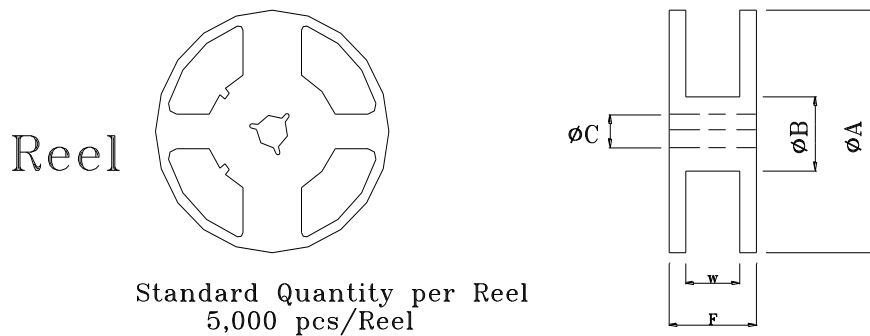 Reel
Standard Quantity per Reel
5,000 pcs/Reel
øC
øB
øA
w
F